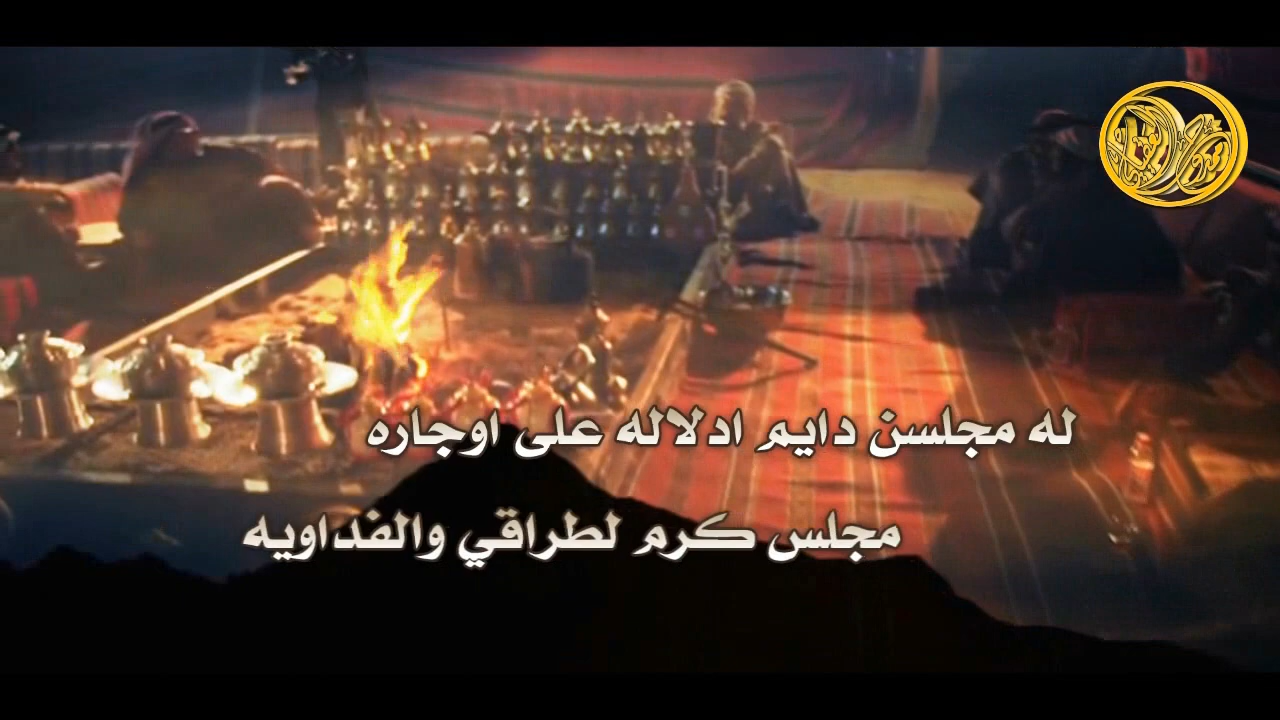 له مجلسن دايم ادلاله على اوجاره
مجلس كرم لطراقي والفداويه